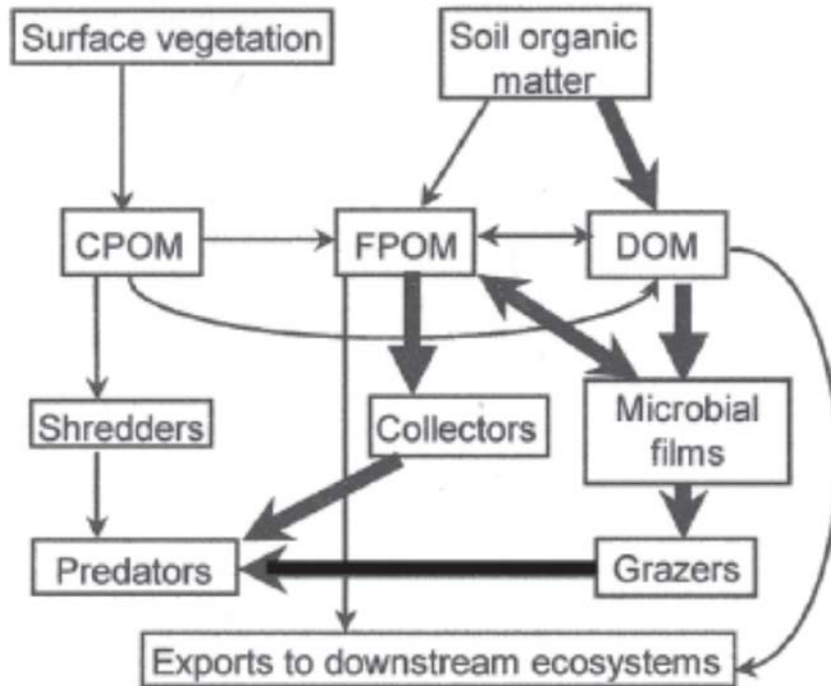 Surface vegetation
Soil organic
matter
CPOM
FPOM
DOM
Shredders
Collectors
Microbial
films
Predators
Grazers
Exports to downstream ecosystems